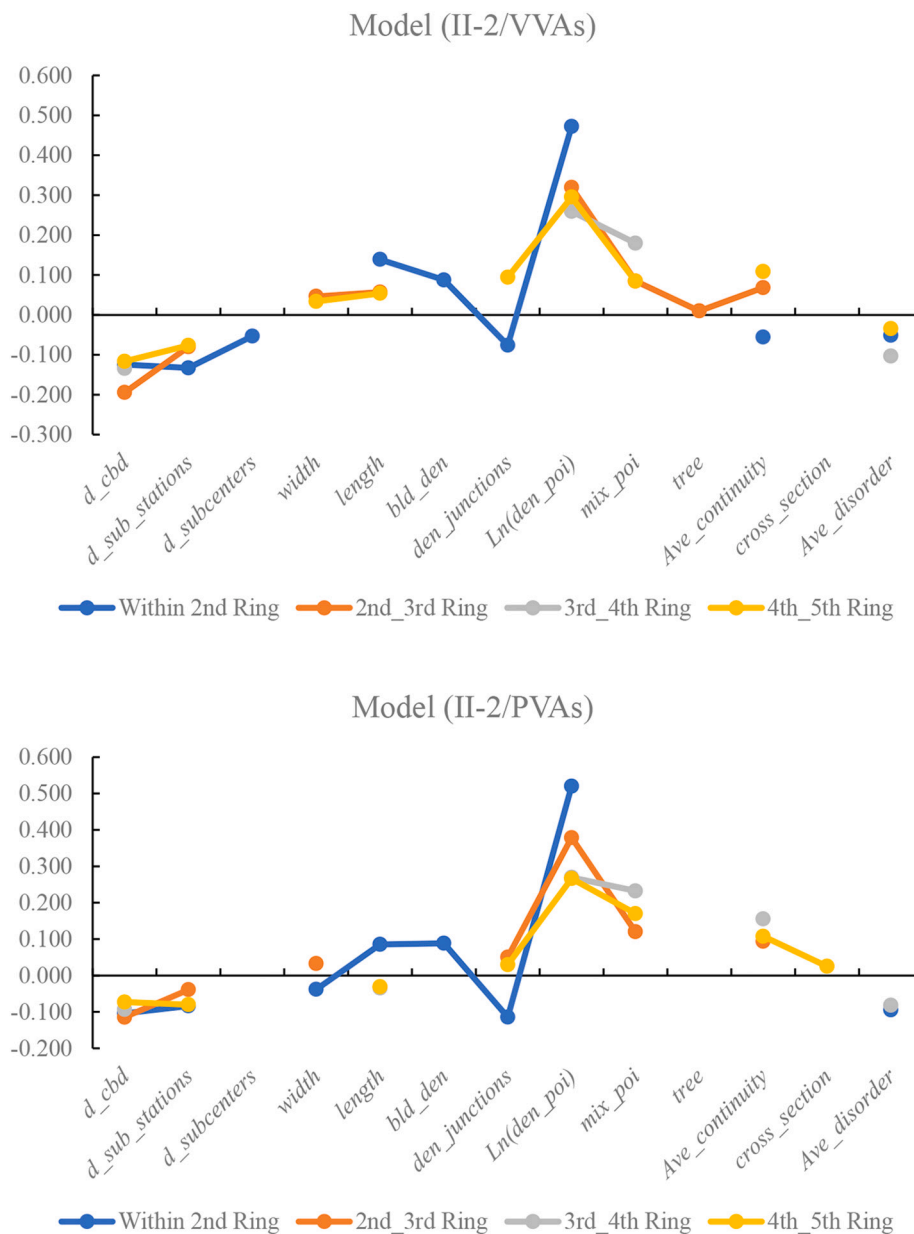 Model (II-2/VVAs)
0.600
0.500
0.400
0.300
0.200
0.100
0.000
-0.100
-0.200
-0.300
d_cbd
d_sub_stations
d_subcenters
width
length
bld_den
den_junctions
Ln(den_poi)
mix_poi
tree
Ave_continuity
cross_section
Ave_disorder
Within 2nd Ring 2nd_3rd Ring 3rd_4th Ring 4th_5th Ring
Model (II-2/PVAs)
0.600
0.500
0.400
0.300
0.200
0.100
0.000
-0.100
-0.200
d_cbd
d_sub_stations
d_subcenters
width
length
bld_den
den_junctions
Ln(den_poi)
mix_poi
tree
Ave_continuity
cross_section
Ave_disorder
Within 2nd Ring 2nd_3rd Ring 3rd_4th Ring 4th_5th Ring